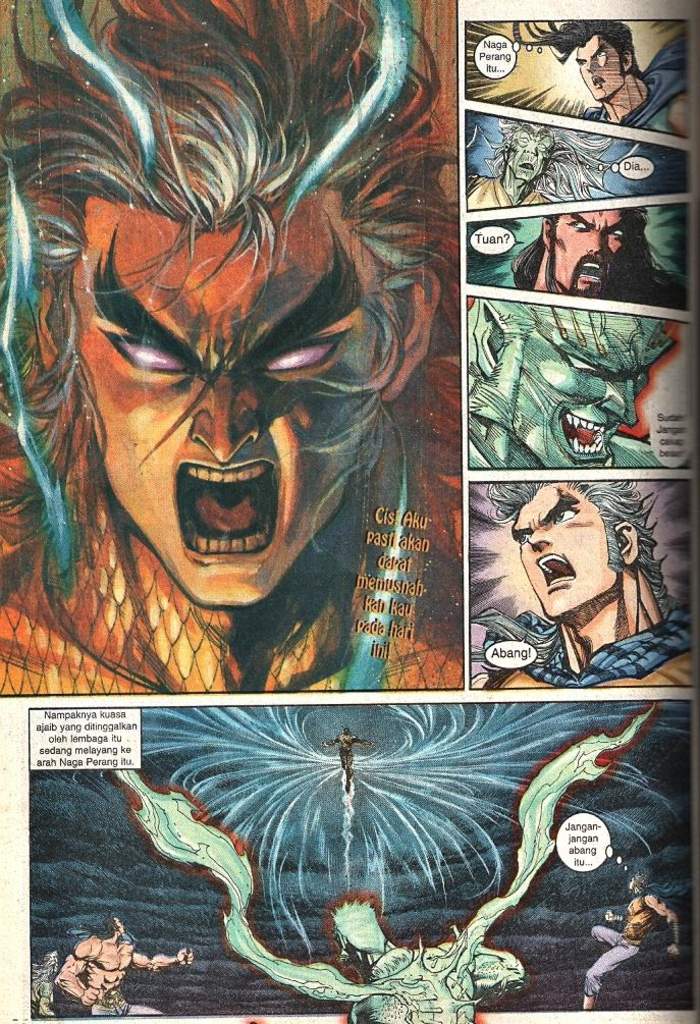 Cis! Aku
pasti akan
dapat
memusnah-
kan kau
pada hari
ini!
Naga
Perang
itu...
Dia...
Tuan?
Sudah!
Jangan
cakap
Abang!
Nampaknya kuasa
ajaib yang ditinggalkan
oleh lembaga itu
sedang melayang ke
arah Naga Perang itu.
Jangan-
jangan
abang
itu...